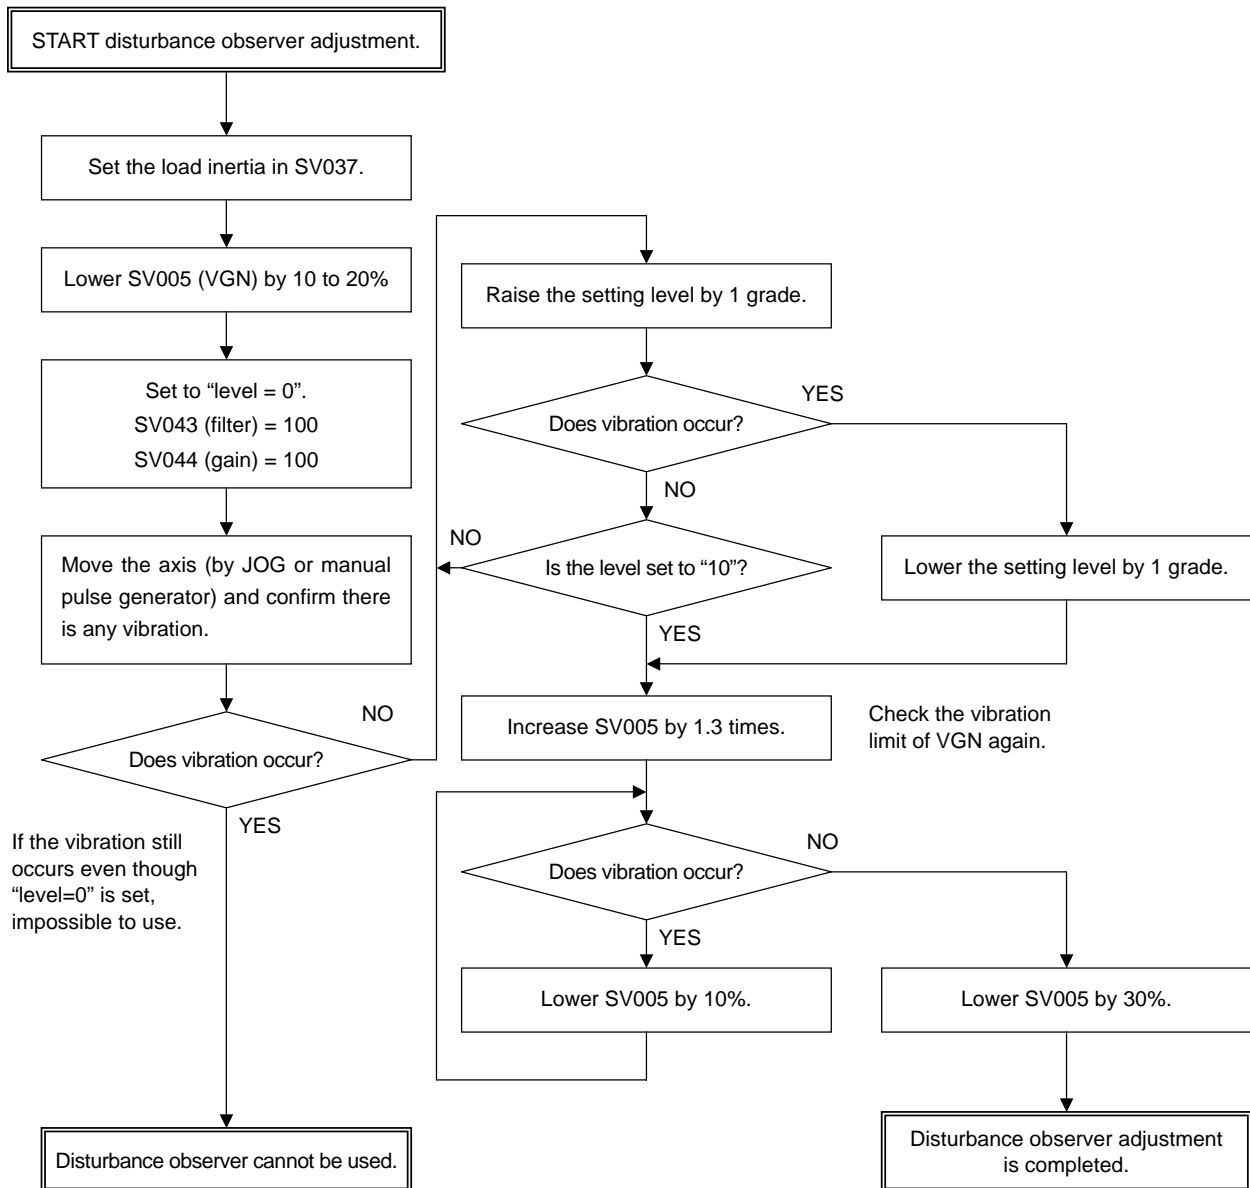 START disturbance observer adjustment.
Set the load inertia in SV037.
Lower SV005 (VGN) by 10 to 20%
Set to “level = 0”.
SV043 (filter) = 100
SV044 (gain) = 100
Move the axis (by JOG or manual
pulse generator) and confirm there
is any vibration.
NO
Does vibration occur?
YES
If the vibration still
occurs even though
“level=0” is set,
impossible to use.
Disturbance observer cannot be used.
Raise the setting level by 1 grade.
YES
Does vibration occur?
NO
NO
Is the level set to “10”?
YES
Lower the setting level by 1 grade.
Increase SV005 by 1.3 times.
Check the vibration
limit of VGN again.
NO
Does vibration occur?
YES
Lower SV005 by 10%.
Lower SV005 by 30%.
Disturbance observer adjustment
is completed.